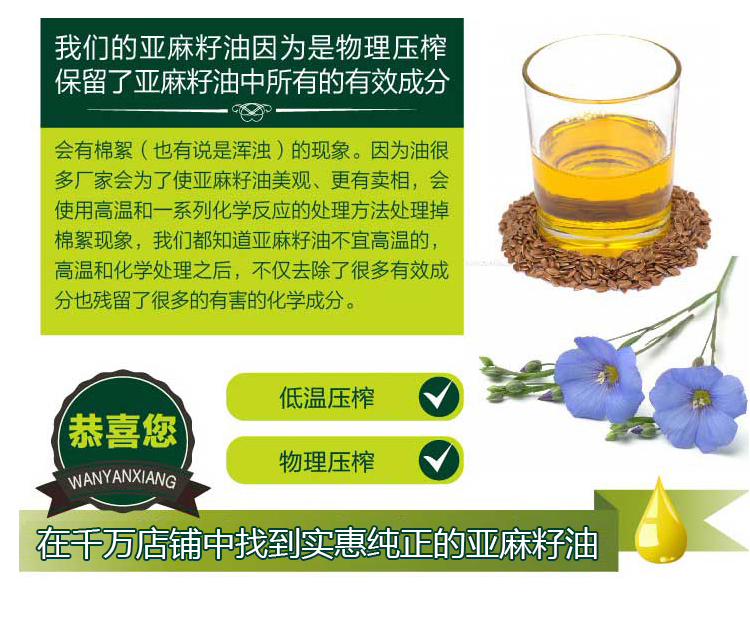 我们的亚麻籽油因为是物理压榨
保留了亚麻籽油中所有的有效成分
会有棉絮（也有说是浑浊）的现象。因为油很
多厂家会为了使亚麻籽油美观、更有卖相，会
使用高温和一系列化学反应的处理方法处理掉
棉絮现象，我们都知道亚麻籽油不宜高温的，
高温和化学处理之后，不仅去除了很多有效成
分也残留了很多的有害的化学成分。
低温压榨
物理压榨
恭喜您
WANYANXIANG
在千万店铺中找到实惠纯正的亚麻籽油